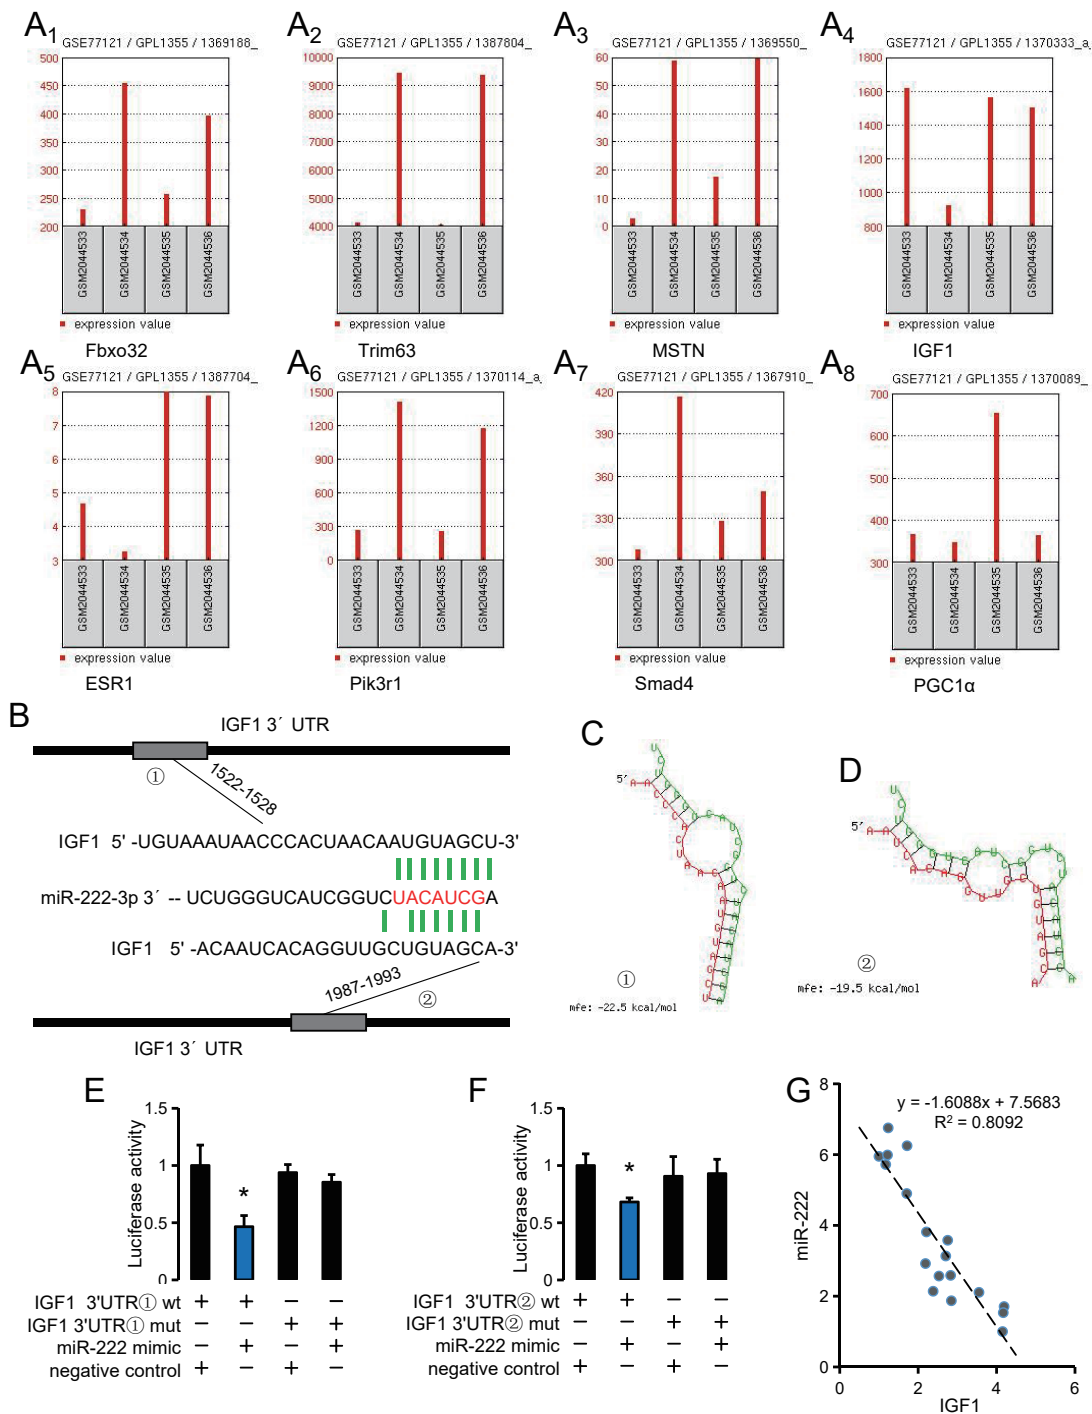 A1 A2 A3 A4
GSE77121 / GPL1355 / 1369188_
GSE77121 / GPL1355 / 1387804_
GSE77121 / GPL1355 / 1369550_
GSE77121 / GPL1355 / 1370333_a_
500
450
400
350
300
250
200
10000
9000
8000
7000
6000
5000
4000
60
50
40
30
20
10
0
1800
1600
1400
1200
1000
800
GSM2044533 GSM2044534 GSM2044535 GSM2044536
GSM2044533 GSM2044534 GSM2044535 GSM2044536
GSM2044533 GSM2044534 GSM2044535 GSM2044536
GSM2044533 GSM2044534 GSM2044535 GSM2044536
expression value expression value expression value expression value
Fbxo32 Trim63 MSTN IGF1
A5 A6 A7 A8
GSE77121 / GPL1355 / 1387704_
GSE77121 / GPL1355 / 1370114_a_
GSE77121 / GPL1355 / 1367910_
GSE77121 / GPL1355 / 1370089_
8
7
6
5
4
3
1500
1200
900
600
300
0
420
390
360
330
300
700
600
500
400
300
GSM2044533 GSM2044534 GSM2044535 GSM2044536
GSM2044533 GSM2044534 GSM2044535 GSM2044536
GSM2044533 GSM2044534 GSM2044535 GSM2044536
GSM2044533 GSM2044534 GSM2044535 GSM2044536
expression value expression value expression value expression value
ESR1 Pik3r1 Smad4 PGC1α
B
IGF1 3´ UTR
①
1522-1528
IGF1 5' -UGUAAAUAACCCACUAACAAUGUAGCU-3'
miR-222-3p 3´ -- UCUGGGUCAUCGGUCUACAUCGA
IGF1 5' -ACAAUCACAGGUUGCUGUAGCA-3'
1987-1993
②
IGF1 3´ UTR
C
5'
①
mfe: -22.5 kcal/mol
D
5'
②
mfe: -19.5 kcal/mol
E
Luciferase activity
1.5
1
0.5
0
*
IGF1 3'UTR① wt + + − −
IGF1 3'UTR① mut − − + +
miR-222 mimic − + − +
negative control + − + −
F
Luciferase activity
1.5
1
0.5
0
*
IGF1 3'UTR② wt + + − −
IGF1 3'UTR② mut − − + +
miR-222 mimic − + − +
negative control + − + −
G
y = -1.6088x + 7.5683
R² = 0.8092
miR-222
8
6
4
2
0
0 2 4 6
IGF1